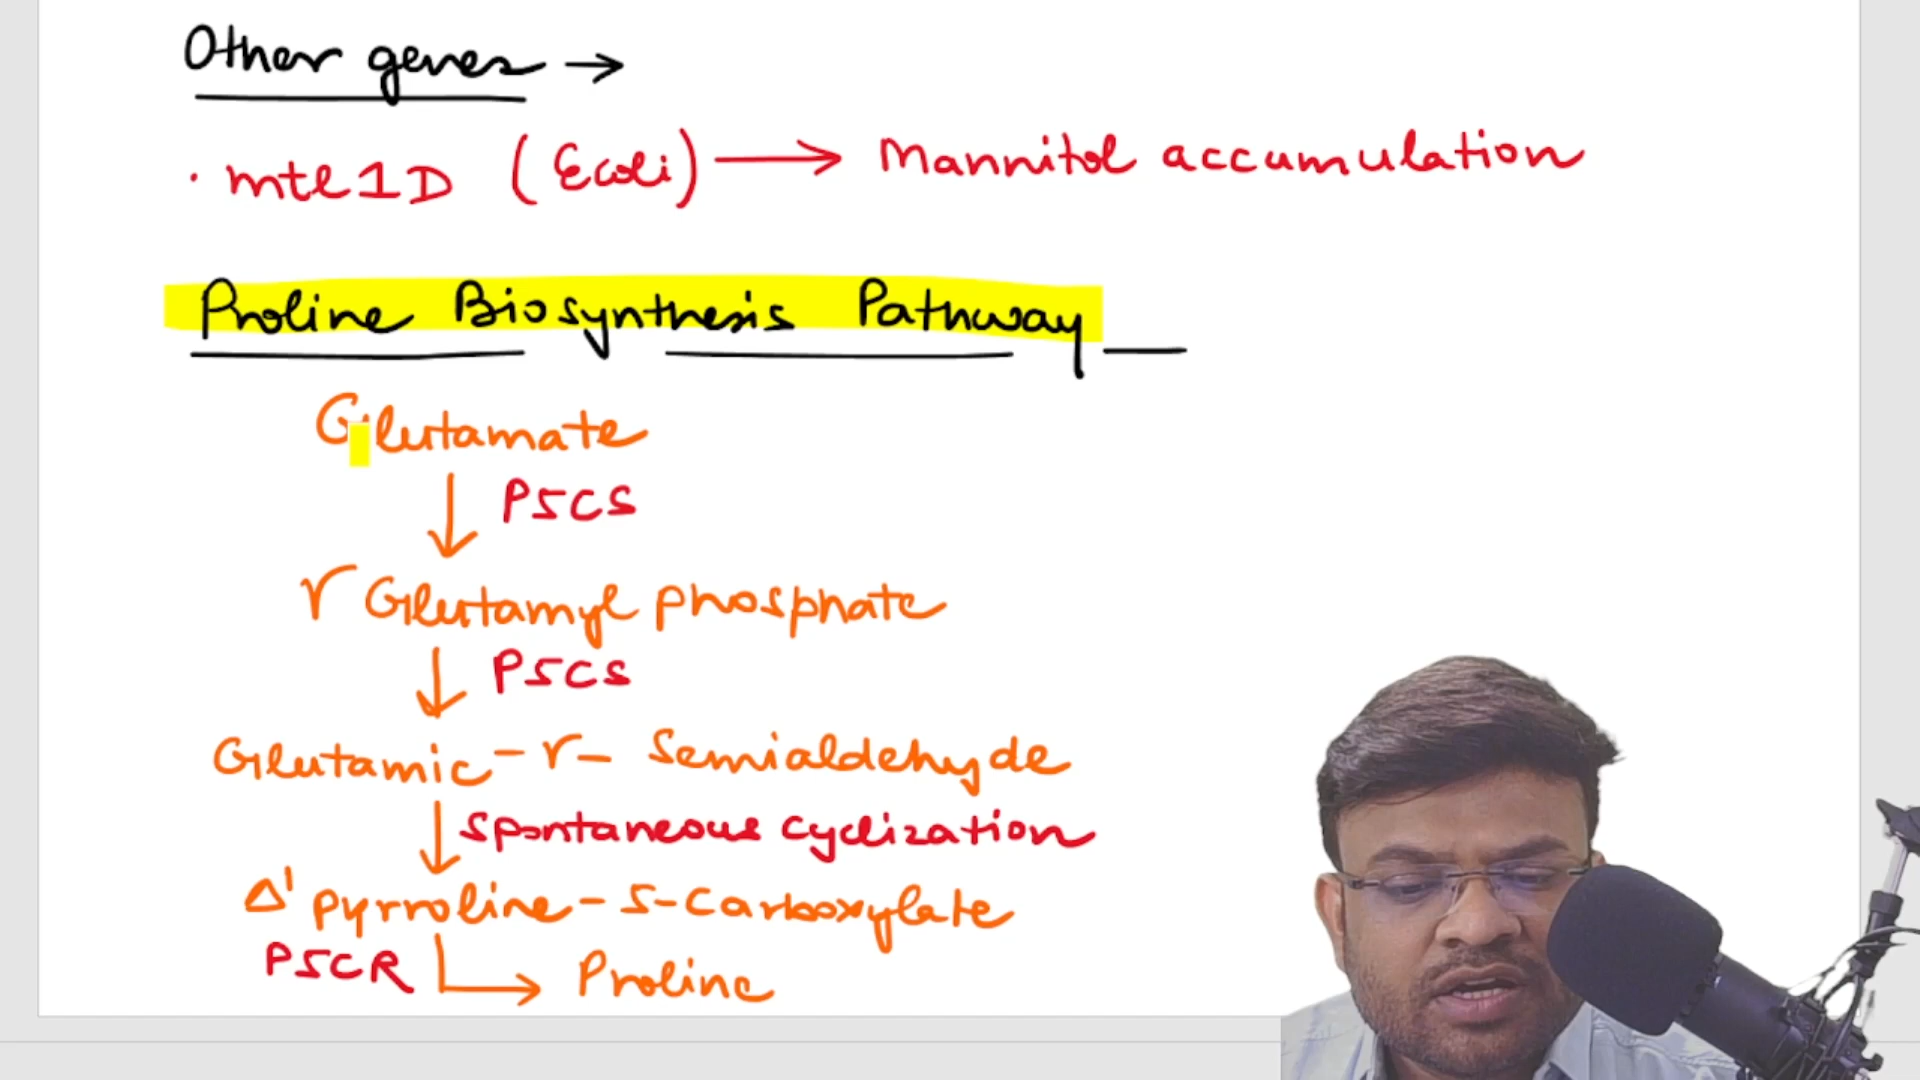 Other genes →
· mtl1D (Ecoli) → Mannitol accumulation
Proline Biosynthesis Pathway —
Glutamate
↓ P5CS
γ Glutamyl phosphate
↓ P5CS
Glutamic - γ - Semialdehyde
↓ spontaneous cyclization
Δ' pyrroline - 5 - Carboxylate
P5CR → Proline